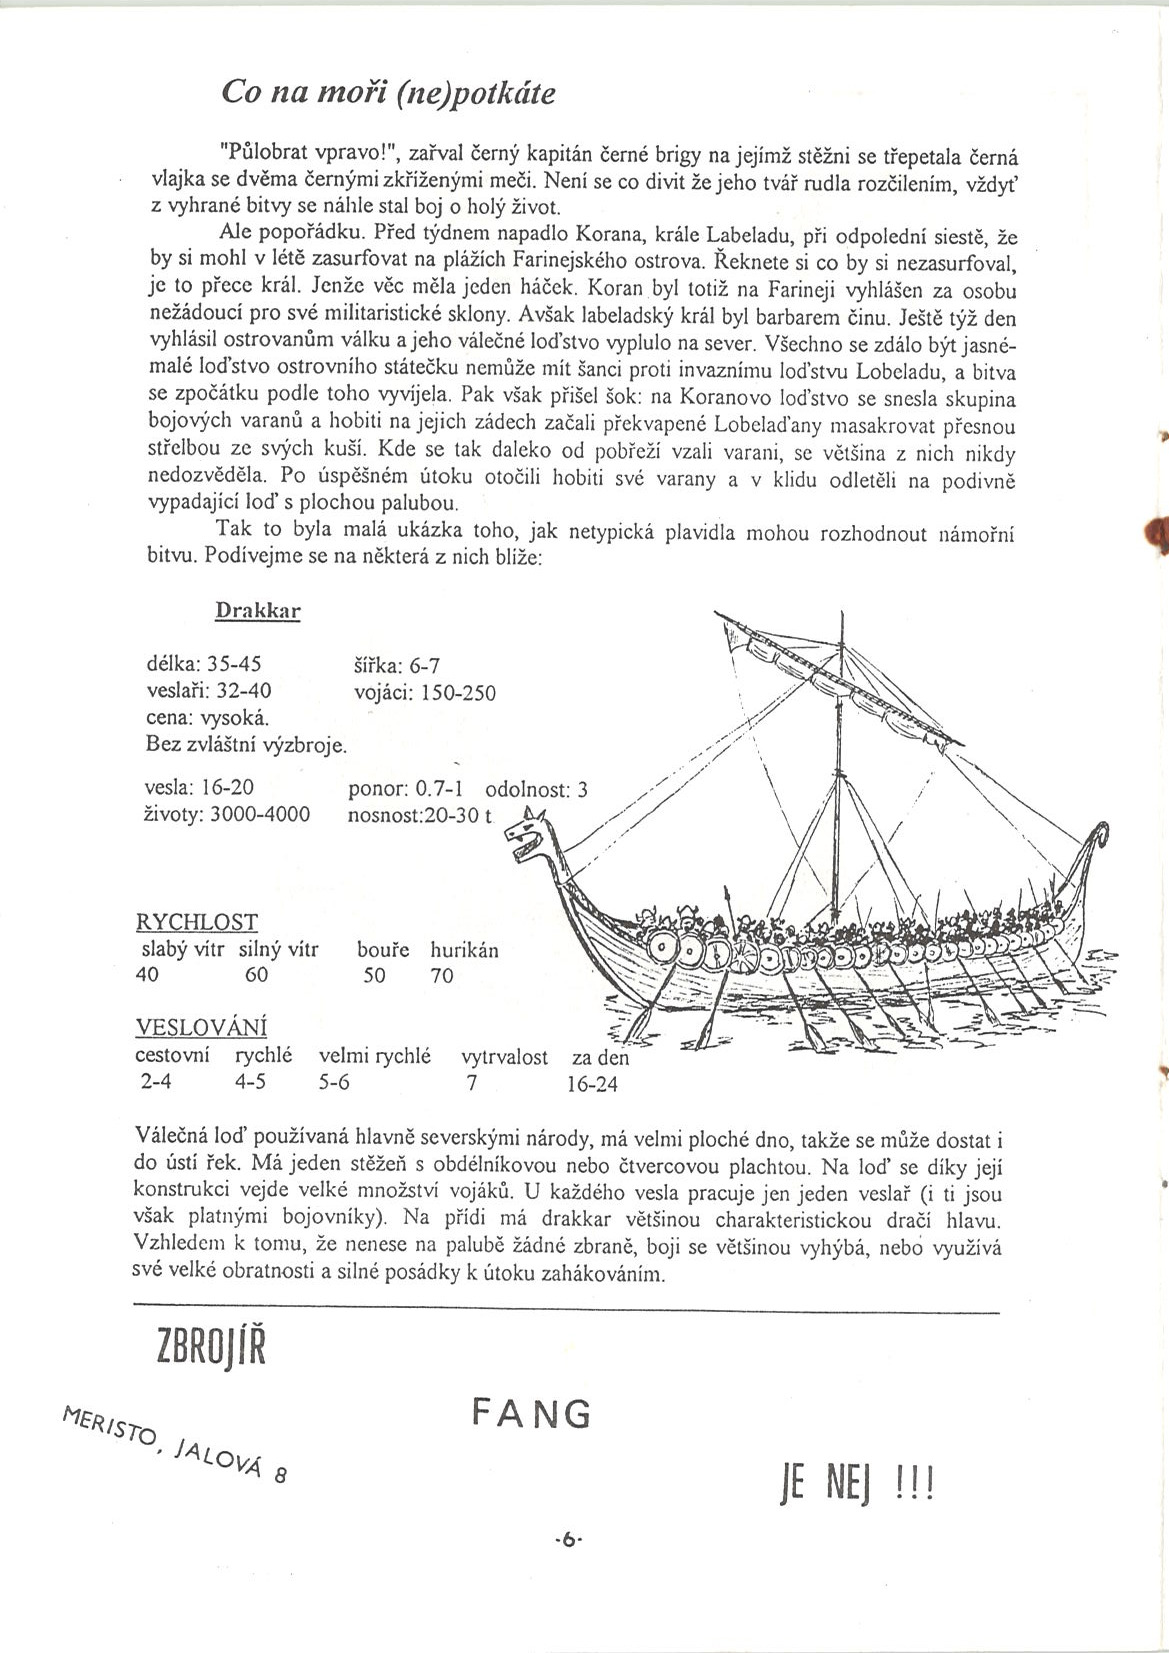 Co na moři (ne)potkáte
"Půlobrat vpravo!", zařval černý kapitán černé brigy na jejímž stěžni se třepetala černá
vlajka se dvěma černými zkříženými meči. Není se co divit že jeho tvář rudla rozčilením, vždyť
z vyhrané bitvy se náhle stal boj o holý život.
Ale popořádku. Před týdnem napadlo Korana, krále Labeladu, při odpolední siestě, že
by si mohl v létě zasurfovat na plážích Farinejského ostrova. Řeknete si co by si nezasurfoval,
je to přece král. Jenže věc měla jeden háček. Koran byl totiž na Farineji vyhlášen za osobu
nežádoucí pro své militaristické sklony. Avšak labeladský král byl barbarem činu. Ještě týž den
vyhlásil ostrovanům válku a jeho válečné loďstvo vyplulo na sever. Všechno se zdálo být jasné-
malé loďstvo ostrovního státečku nemůže mít šanci proti invaznímu loďstvu Lobeladu, a bitva
se zpočátku podle toho vyvíjela. Pak však přišel šok: na Koranovo loďstvo se snesla skupina
bojových varanů a hobiti na jejich zádech začali překvapené Lobelaďany masakrovat přesnou
střelbou ze svých kuší. Kde se tak daleko od pobřeží vzali varani, se většina z nich nikdy
nedozvěděla. Po úspěšném útoku otočili hobiti své varany a v klidu odletěli na podivně
vypadající loď s plochou palubou.
Tak to byla malá ukázka toho, jak netypická plavidla mohou rozhodnout námořní
bitvu. Podívejme se na některá z nich blíže:
Drakkar
délka: 35-45 šířka: 6-7
veslaři: 32-40 vojáci: 150-250
cena: vysoká.
Bez zvláštní výzbroje.
vesla: 16-20 ponor: 0.7-1 odolnost: 3
životy: 3000-4000 nosnost:20-30 t
RYCHLOST
slabý vítr silný vítr bouře hurikán
40 60 50 70
VESLOVÁNÍ
cestovní rychlé velmi rychlé vytrvalost za den
2-4 4-5 5-6 7 16-24
Válečná loď používaná hlavně severskými národy, má velmi ploché dno, takže se může dostat i
do ústí řek. Má jeden stěžeň s obdélníkovou nebo čtvercovou plachtou. Na loď se díky její
konstrukci vejde velké množství vojáků. U každého vesla pracuje jen jeden veslař (i ti jsou
však platnými bojovníky). Na přídi má drakkar většinou charakteristickou dračí hlavu.
Vzhledem k tomu, že nenese na palubě žádné zbraně, boji se většinou vyhýbá, nebo využívá
své velké obratnosti a silné posádky k útoku zahákováním.
ZBROJÍŘ
MERISTO, JALOVÁ 8
FANG
JE NEJ !!!
-6-